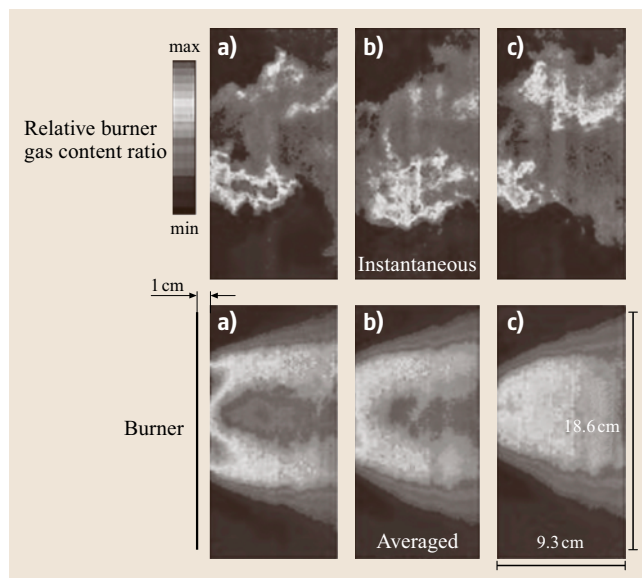 max
Relative burner
gas content ratio
min
a)
b)
c)
Instantaneous
1 cm
Burner
a)
b)
c)
18.6 cm
Averaged
9.3 cm